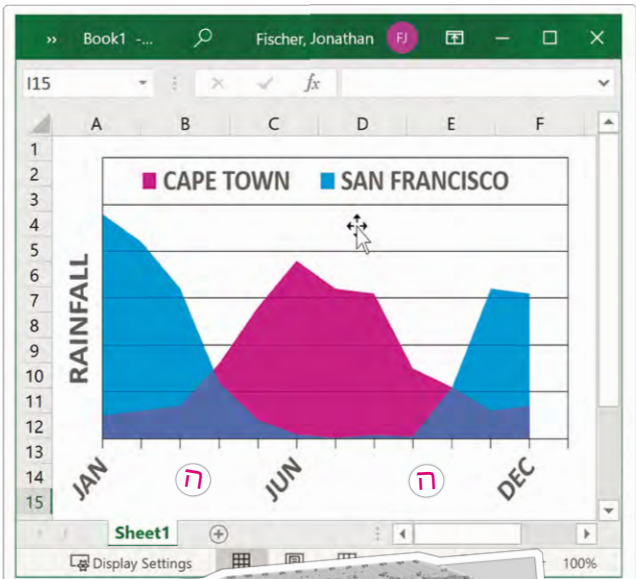 Book1 -... Fischer, Jonathan FJ
I15 fx
A B C D E F
1
2
3
4
5
6
7
8
9
10
11
12
13
14
15
CAPE TOWN SAN FRANCISCO
RAINFALL
JAN JUN DEC
ה ה
Sheet1
Display Settings 100%